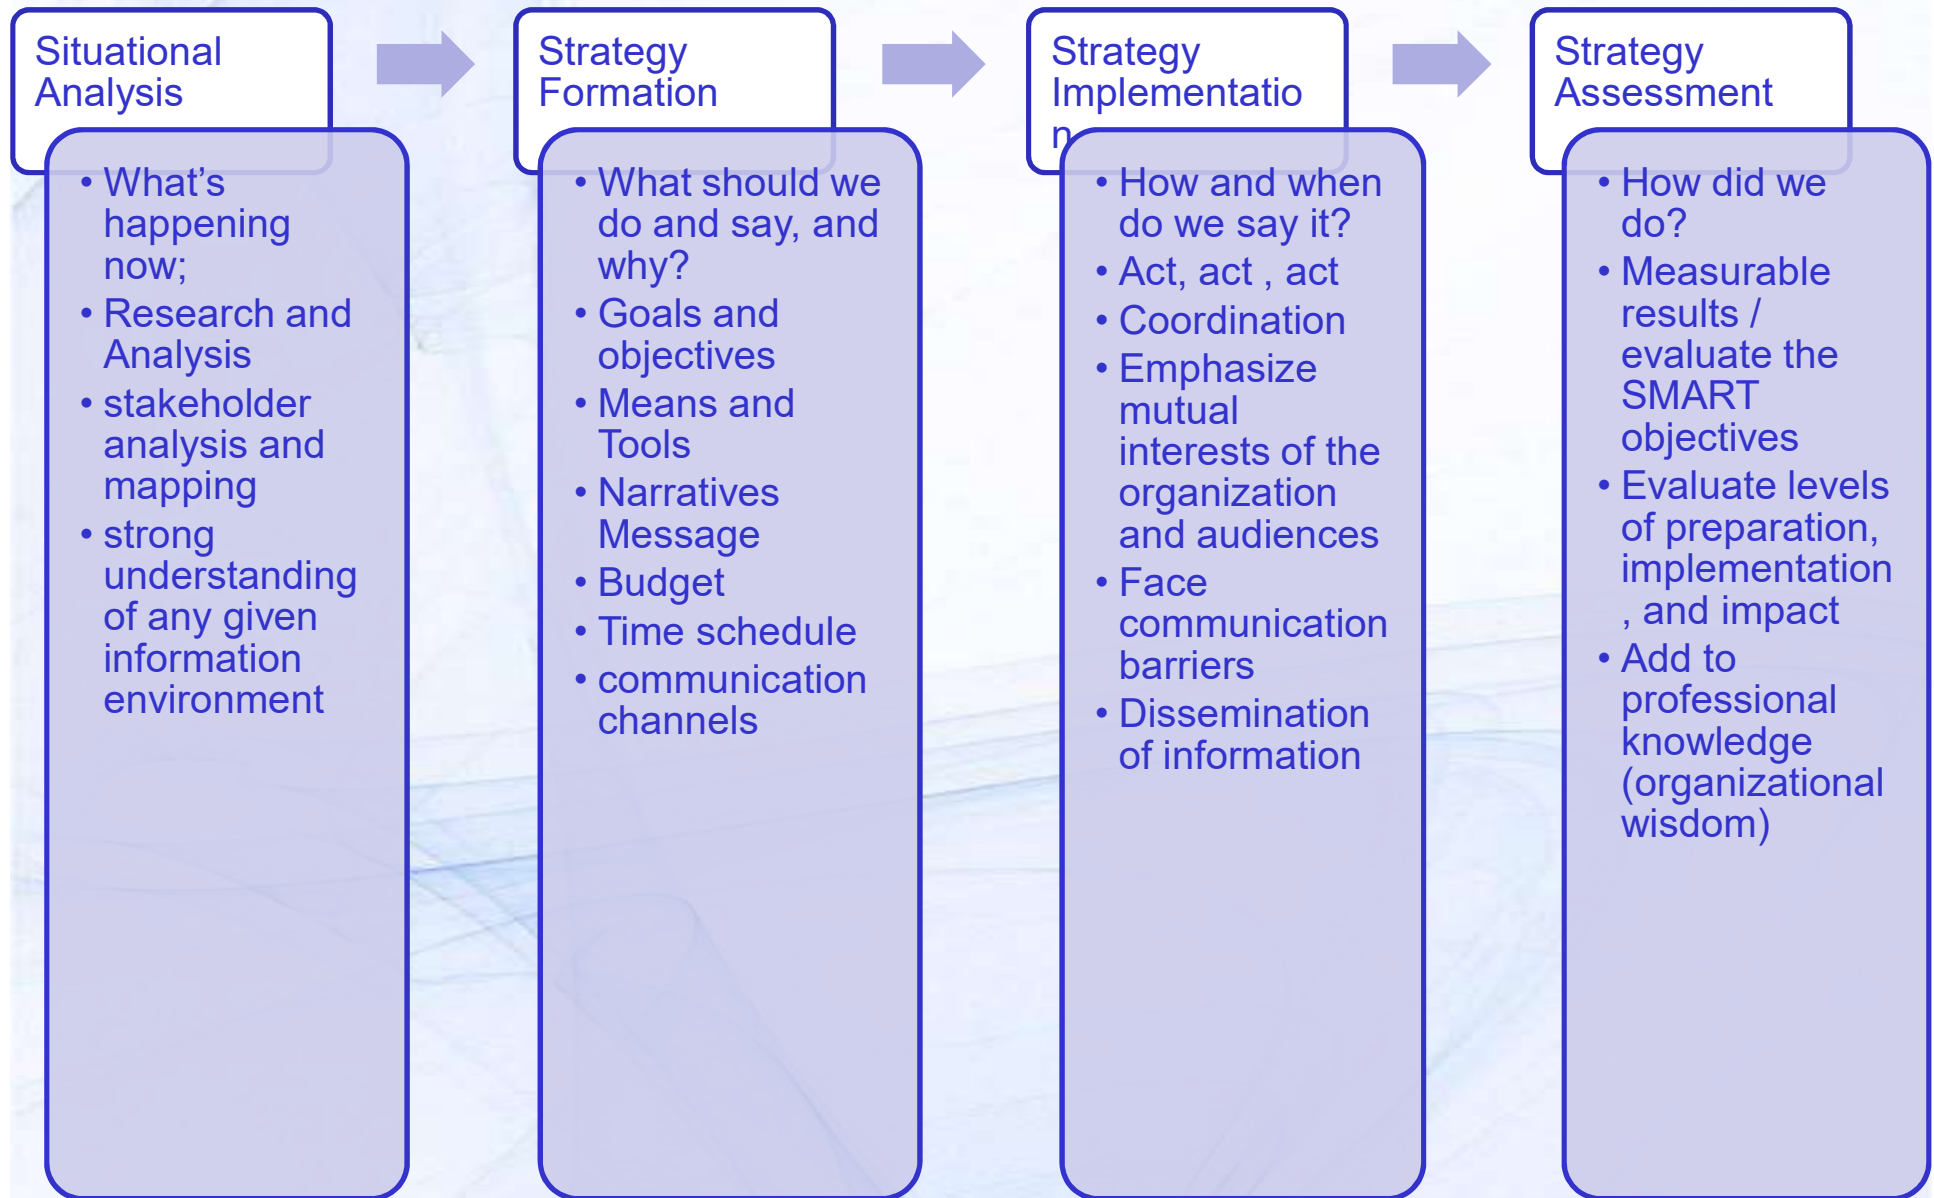 Situational
Analysis
• What’s
happening
now;
• Research and
Analysis
• stakeholder
analysis and
mapping
• strong
understanding
of any given
information
environment
Strategy
Formation
• What should we
do and say, and
why?
• Goals and
objectives
• Means and
Tools
• Narratives
Message
• Budget
• Time schedule
• communication
channels
Strategy
Implementatio
n
• How and when
do we say it?
• Act, act , act
• Coordination
• Emphasize
mutual
interests of the
organization
and audiences
• Face
communication
barriers
• Dissemination
of information
Strategy
Assessment
• How did we
do?
• Measurable
results /
evaluate the
SMART
objectives
• Evaluate levels
of preparation,
implementation
, and impact
• Add to
professional
knowledge
(organizational
wisdom)